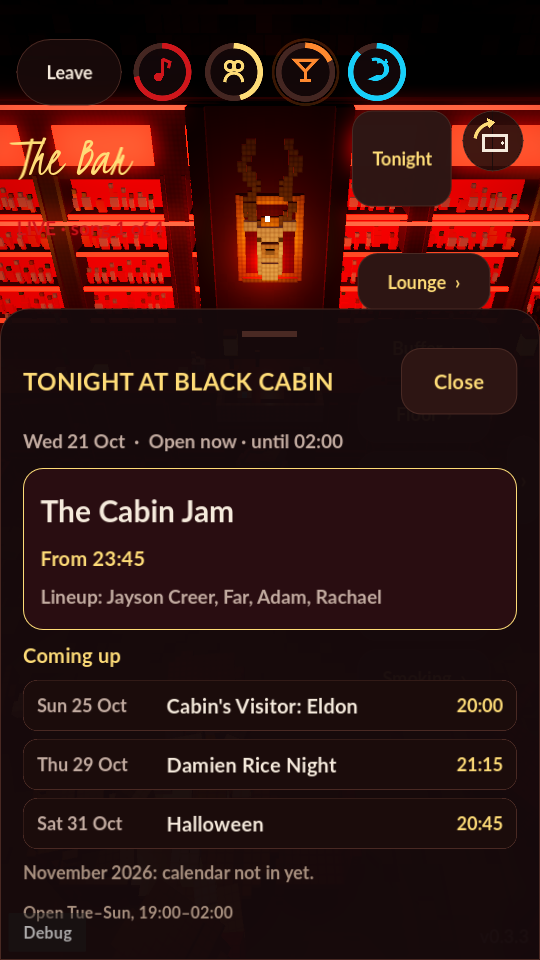 Leave
The Bar
Tonight
Lounge ›
TONIGHT AT BLACK CABIN
Close
Wed 21 Oct · Open now · until 02:00
The Cabin Jam
From 23:45
Lineup: Jayson Creer, Far, Adam, Rachael
Coming up
Sun 25 Oct Cabin's Visitor: Eldon 20:00
Thu 29 Oct Damien Rice Night 21:15
Sat 31 Oct Halloween 20:45
November 2026: calendar not in yet.
Open Tue–Sun, 19:00–02:00
Debug